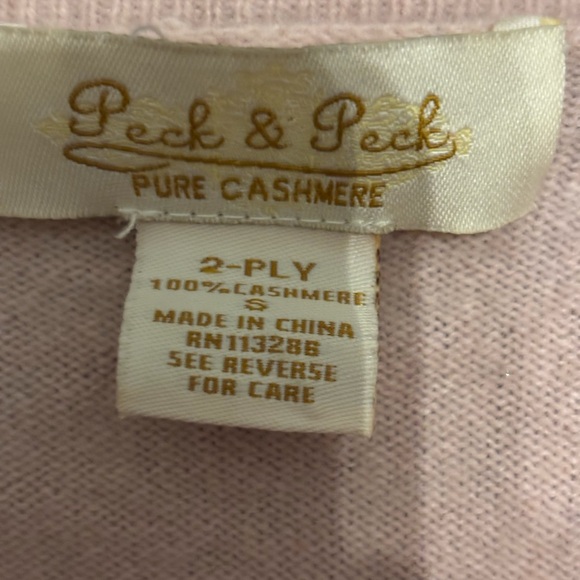 Peck & Peck
PURE CASHMERE
2-PLY
100% CASHMERE
S
MADE IN CHINA
RN113286
SEE REVERSE
FOR CARE